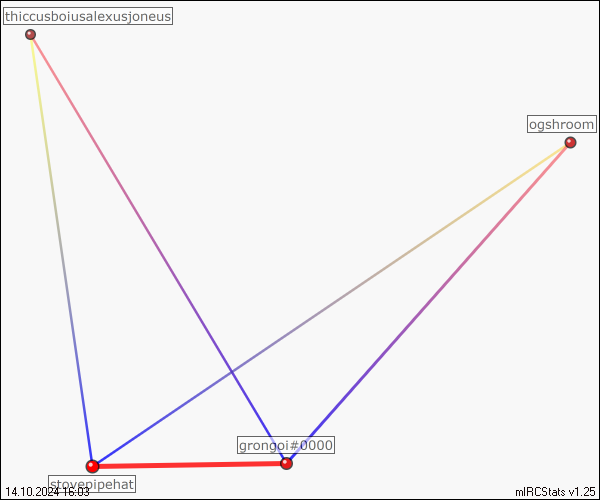 thiccusboiusalexusjoneus
ogshroom
grongoi#0000
stovepipehat
14.10.2024 16:03
mIRCStats v1.25